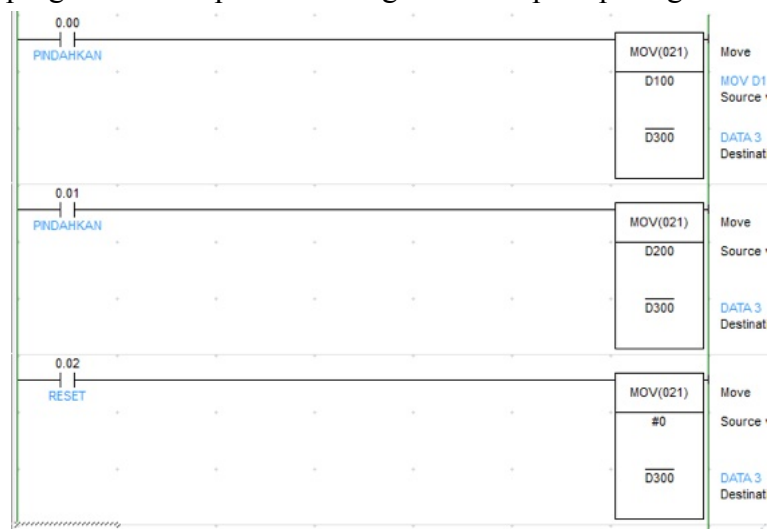 0.00
PINDAHKAN
MOV(021) Move
D100 MOV D1
Source
D300 DATA 3
Destinat
0.01
PINDAHKAN
MOV(021) Move
D200 Source
D300 DATA 3
Destinat
0.02
RESET
MOV(021) Move
#0 Source
D300 DATA 3
Destinat